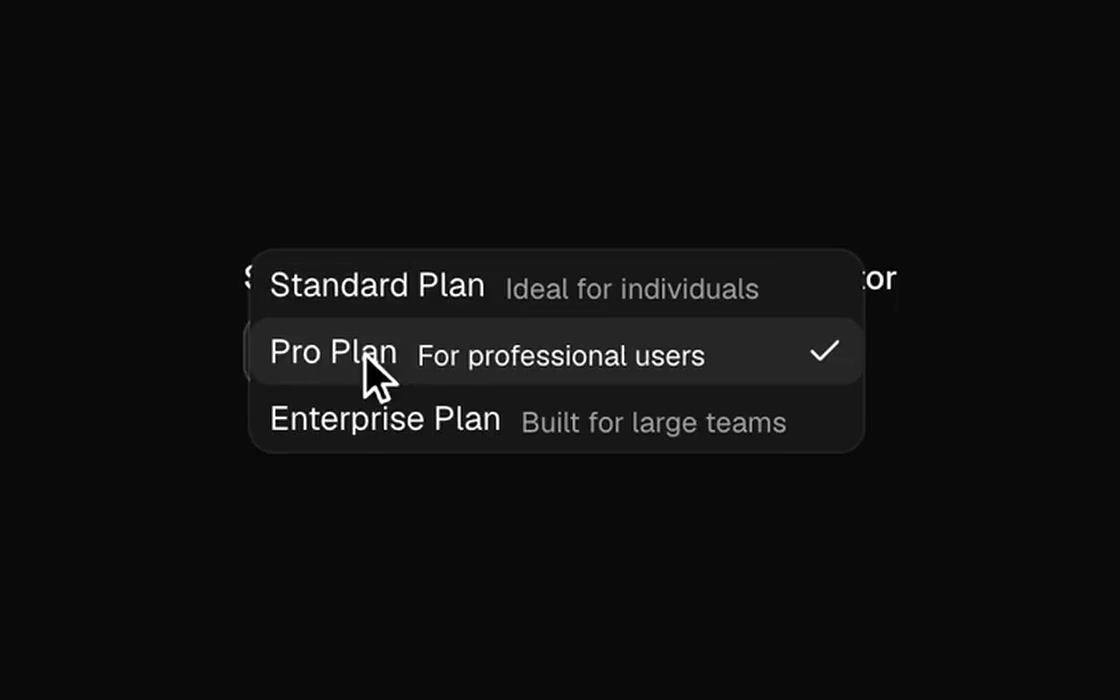 Standard Plan Ideal for individuals
Pro Plan For professional users
Enterprise Plan Built for large teams